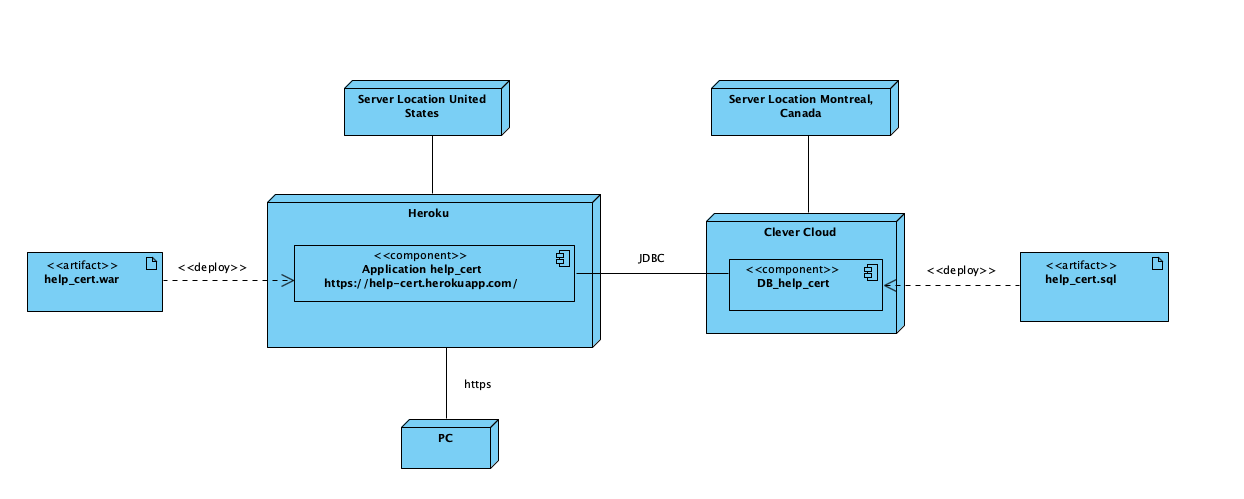 Server Location United
States
Server Location Montreal,
Canada
Heroku
<<component>>
Application help_cert
https://help-cert.herokuapp.com/
<<artifact>>
help_cert.war
<<deploy>>
JDBC
Clever Cloud
<<component>>
DB_help_cert
<<deploy>>
<<artifact>>
help_cert.sql
https
PC